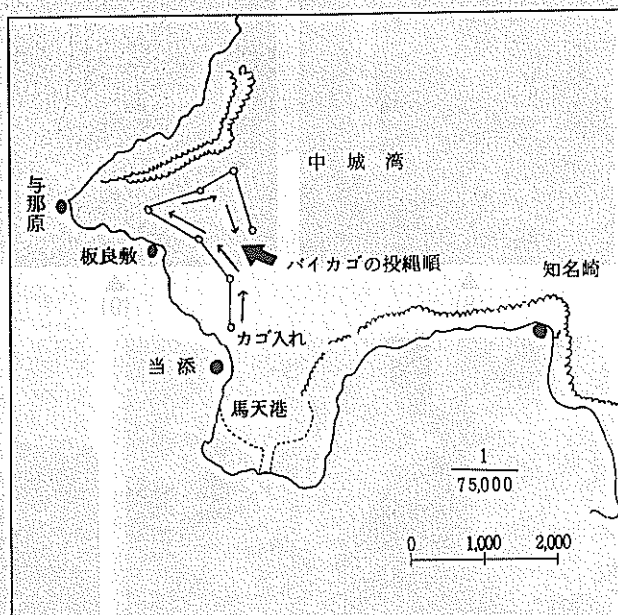 中城湾
与那原
板良敷
バイカゴの投縄順
知名崎
カゴ入れ
当添
馬天港
1
75,000
0 1,000 2,000